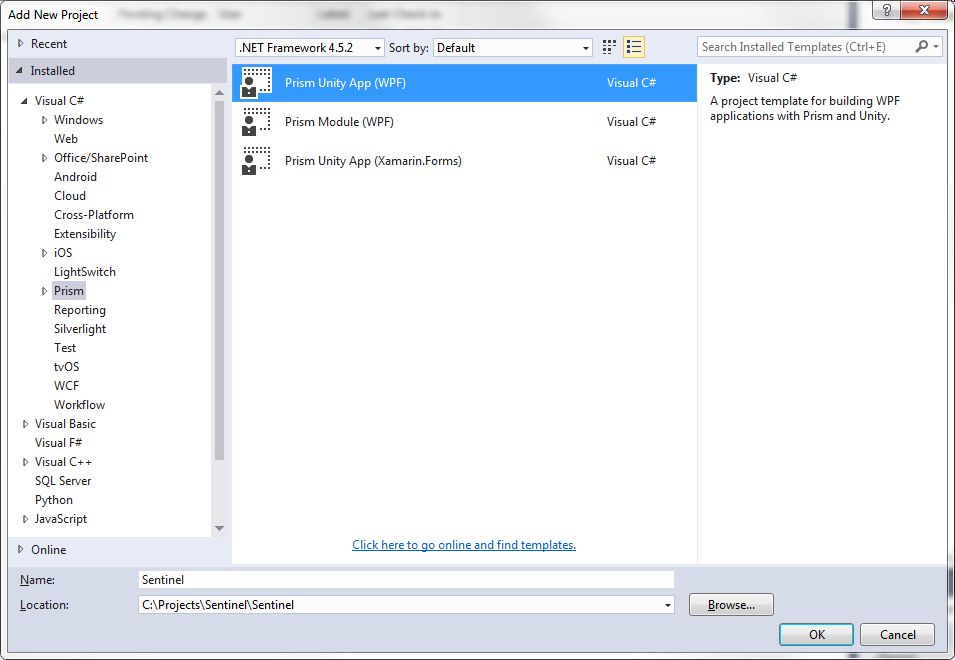 Add New Project
Recent
Installed
Visual C#
Windows
Web
Office/SharePoint
Android
Cloud
Cross-Platform
Extensibility
iOS
LightSwitch
Prism
Reporting
Silverlight
Test
tvOS
WCF
Workflow
Visual Basic
Visual F#
Visual C++
SQL Server
Python
JavaScript
Online
.NET Framework 4.5.2 Sort by: Default
Prism Unity App (WPF) Visual C#
Prism Module (WPF) Visual C#
Prism Unity App (Xamarin.Forms) Visual C#
Click here to go online and find templates.
Search Installed Templates (Ctrl+E)
Type: Visual C#
A project template for building WPF
applications with Prism and Unity.
Name: Sentinel
Location: C:\Projects\Sentinel\Sentinel
Browse...
OK Cancel